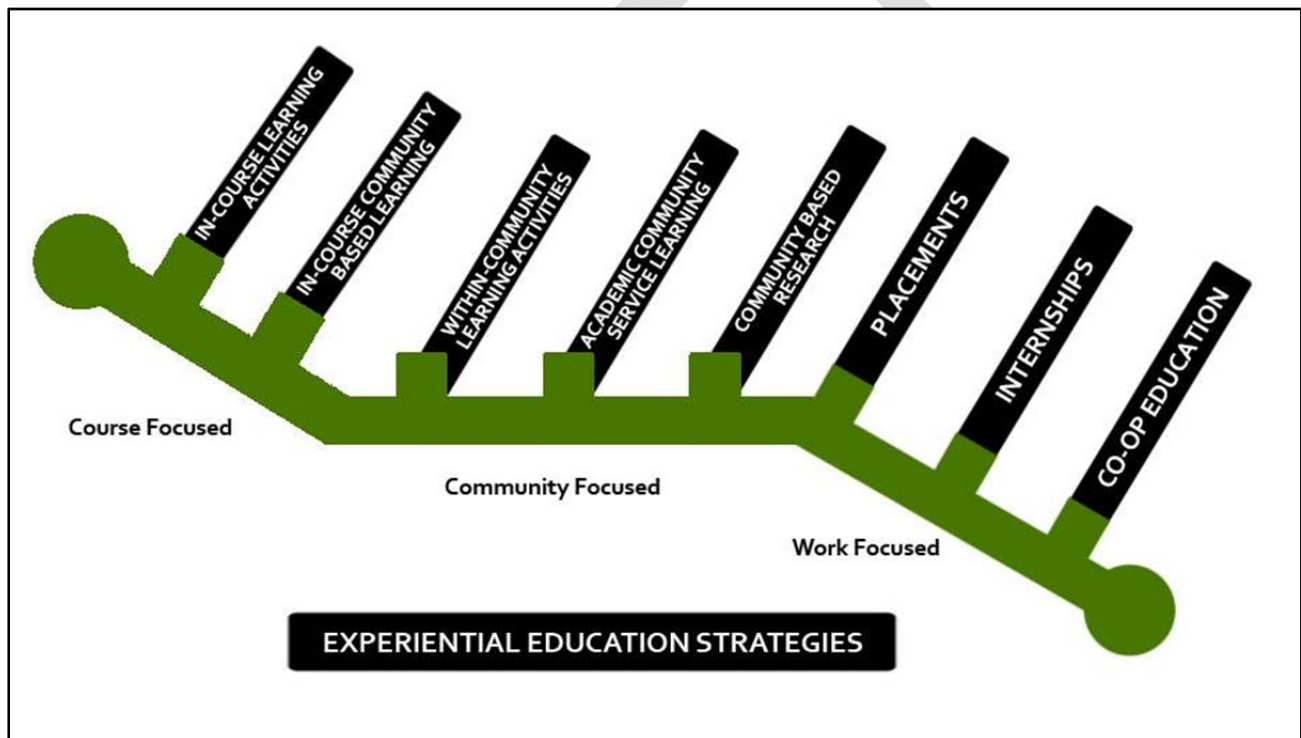 IN-COURSE LEARNING
ACTIVITIES
IN-COURSE COMMUNITY
BASED LEARNING
WITHIN-COMMUNITY
LEARNING ACTIVITIES
ACADEMIC COMMUNITY
SERVICE LEARNING
COMMUNITY BASED
RESEARCH
PLACEMENTS
INTERNSHIPS
CO-OP EDUCATION
Course Focused
Community Focused
Work Focused
EXPERIENTIAL EDUCATION STRATEGIES